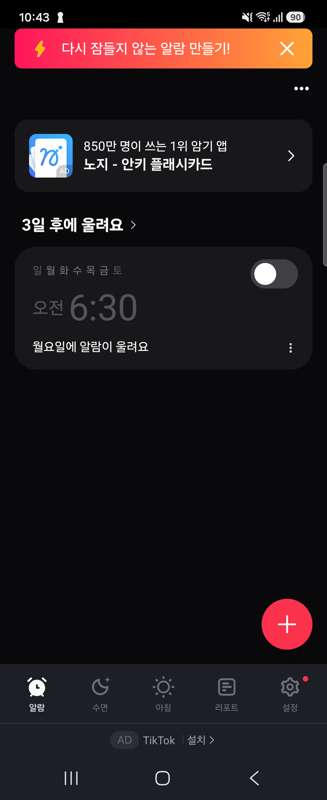 10:43
90
다시 잠들지 않는 알람 만들기!
850만 명이 쓰는 1위 암기 앱
노지 - 안키 플래시카드
AD
3일 후에 울려요
일 월 화 수 목 금 토
오전 6:30
월요일에 알람이 울려요
알람
수면
아침
리포트
설정
AD TikTok 설치